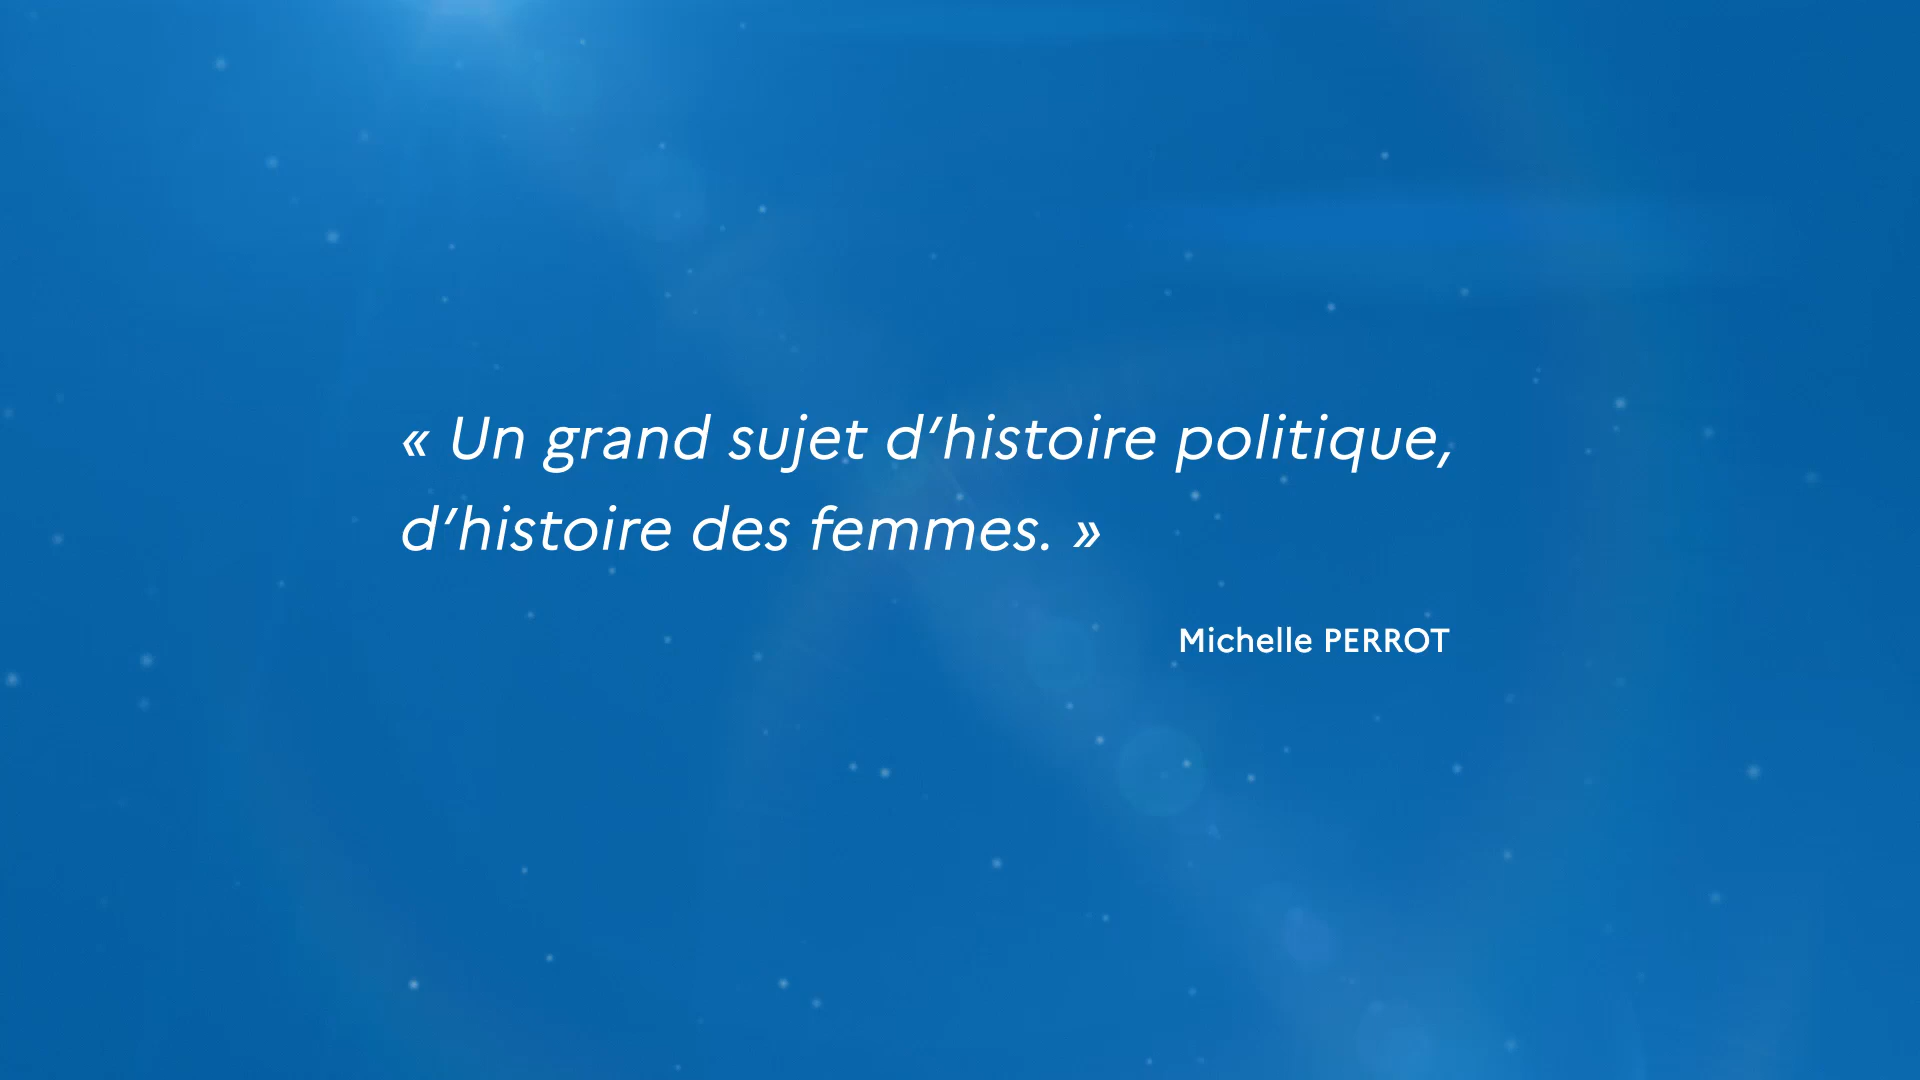 « Un grand sujet d’histoire politique,
d’histoire des femmes. »
Michelle PERROT